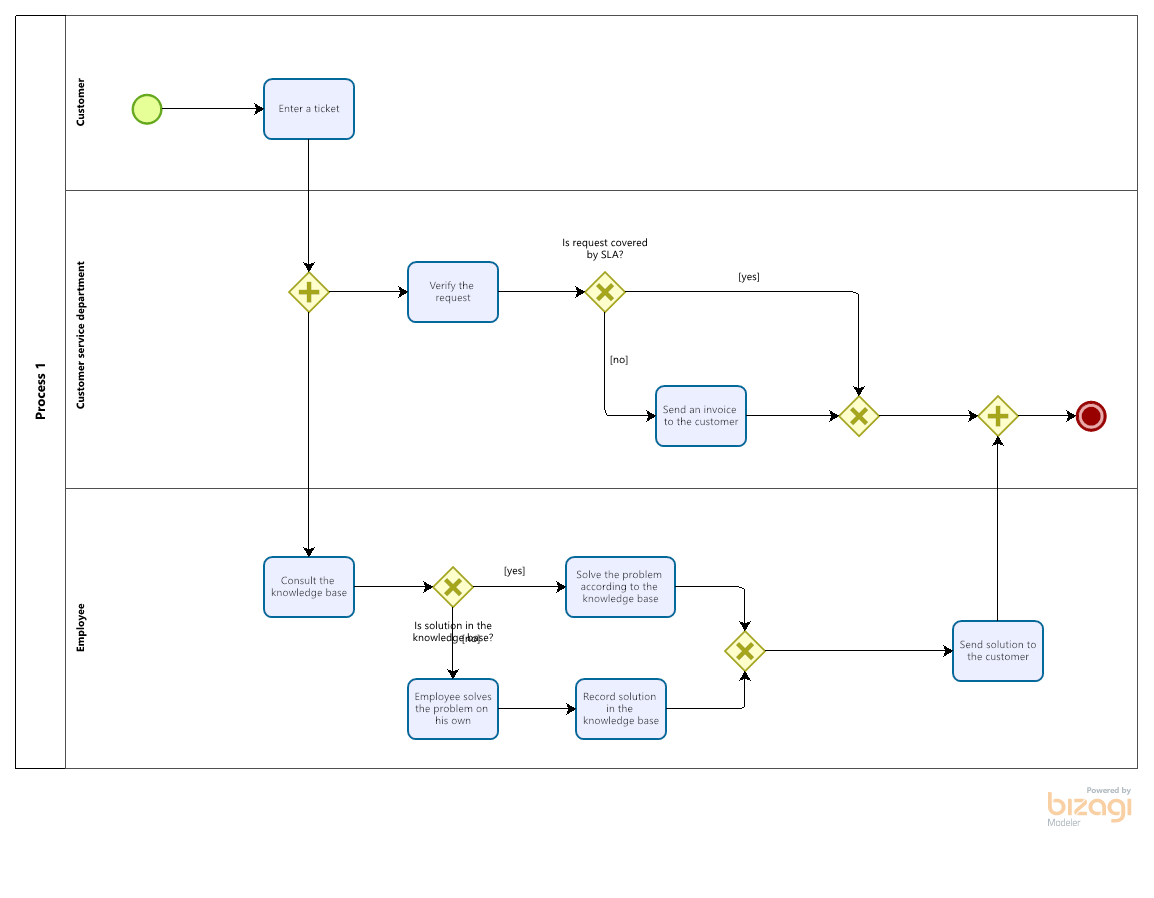 Process 1
Customer
Enter a ticket
Customer service department
Is request covered
by SLA?
[yes]
Verify the
request
[no]
Send an invoice
to the customer
Employee
Consult the
knowledge base
[yes]
Solve the problem
according to the
knowledge base
Is solution in the
knowledge base?
[no]
Employee solves
the problem on
his own
Record solution
in the
knowledge base
Send solution to
the customer
Powered by
bizagi
Modeler